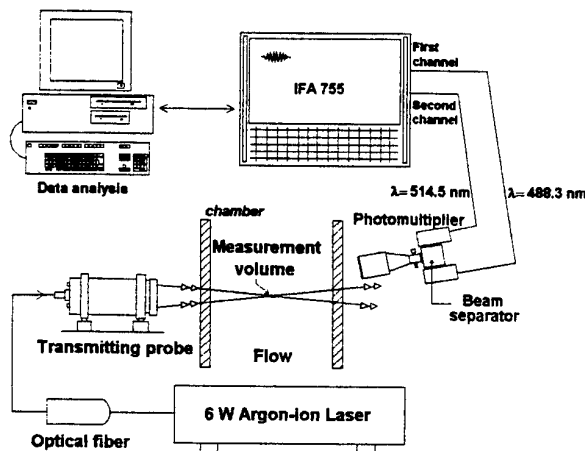 First
channel
IFA 755
Second
channel
Data analysis
λ= 514.5 nm
λ= 488.3 nm
chamber
Photomultiplier
Measurement
volume
Beam
separator
Transmitting probe
Flow
6 W Argon-ion Laser
Optical fiber